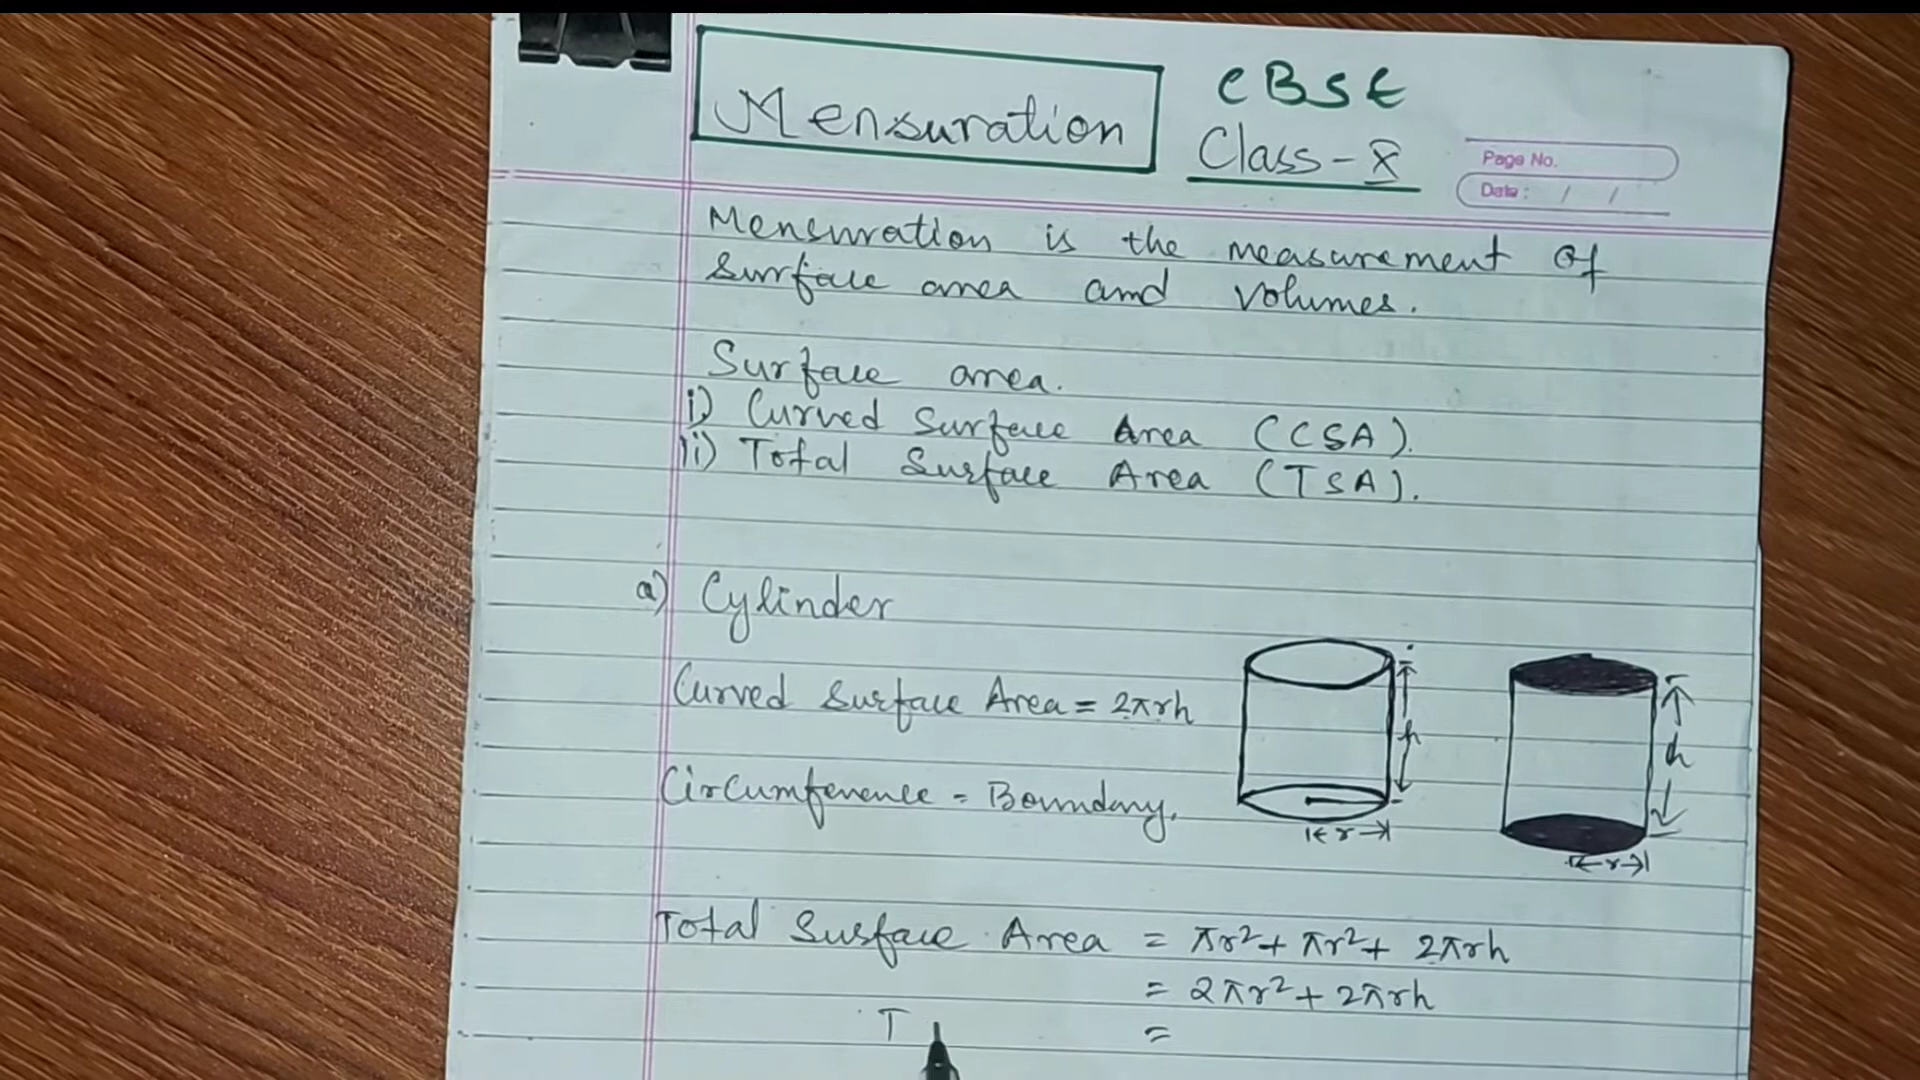 Mensuration
CBSE
Class-X
Page No.
Date : / /
Mensuration is the measurement of
Surface area and volumes.
Surface area.
i) Curved Surface Area (CSA).
ii) Total Surface Area (TSA).
a) Cylinder
Curved Surface Area = 2πrh
h
r
h
r
Circumference = Boundary.
Total Surface Area = πr²+ πr²+ 2πrh
= 2πr²+ 2πrh
T =